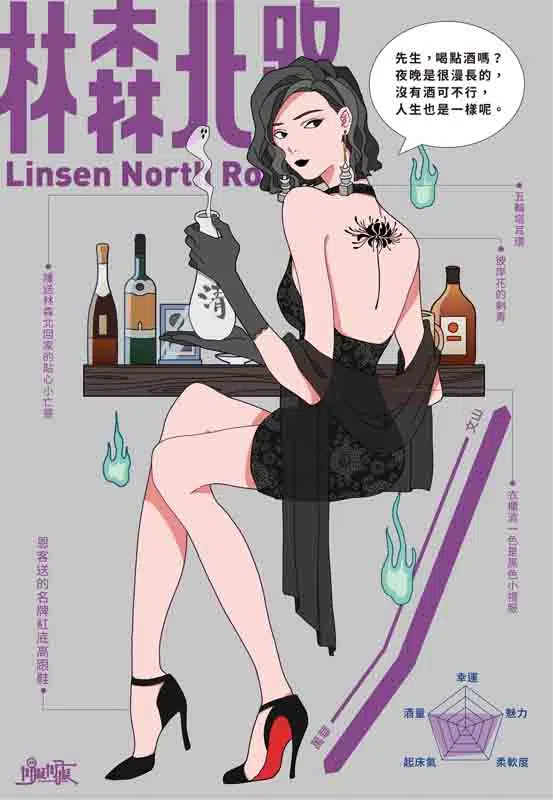 林森北路
Linsen North Ro
先生，喝點酒嗎？
夜晚是很漫長的，
沒有酒可不行，
人生也是一樣呢。
五輪塔耳環
彼岸花的刺青
清
護送林森北回家的貼心小亡靈
文山
衣櫃清一色是黑色小禮服
恩客送的名牌紅底高跟鞋
萬華
幸運
酒量
魅力
起床氣
柔軟度